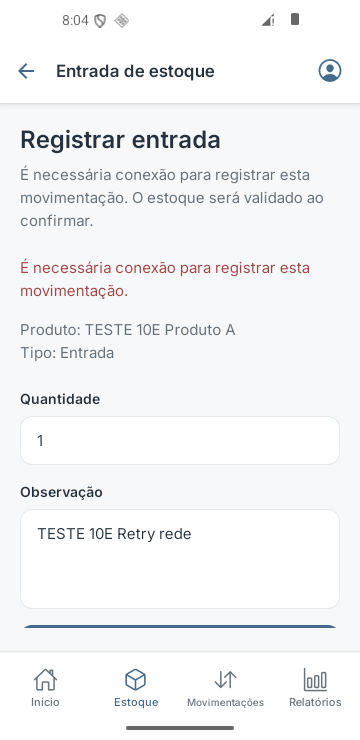 8:04
Entrada de estoque
Registrar entrada
É necessária conexão para registrar esta
movimentação. O estoque será validado ao
confirmar.
É necessária conexão para registrar esta
movimentação.
Produto: TESTE 10E Produto A
Tipo: Entrada
Quantidade
1
Observação
TESTE 10E Retry rede
Início
Estoque
Movimentações
Relatórios